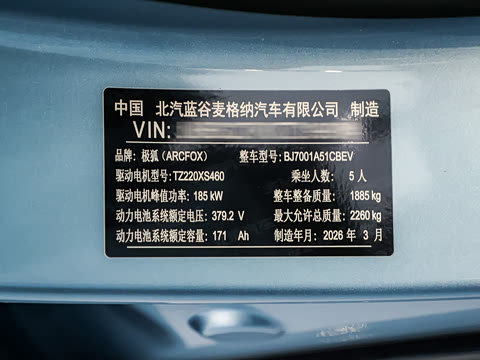 中国 北汽蓝谷麦格纳汽车有限公司 制造
VIN:
品牌: 极狐 (ARCFOX) 整车型号: BJ7001A51CBEV
驱动电机型号: TZ220XS460 乘坐人数: 5 人
驱动电机峰值功率: 185 kW 整车整备质量: 1885 kg
动力电池系统额定电压: 379.2 V 最大允许总质量: 2260 kg
动力电池系统额定容量: 171 Ah 制造年月: 2026 年 3 月